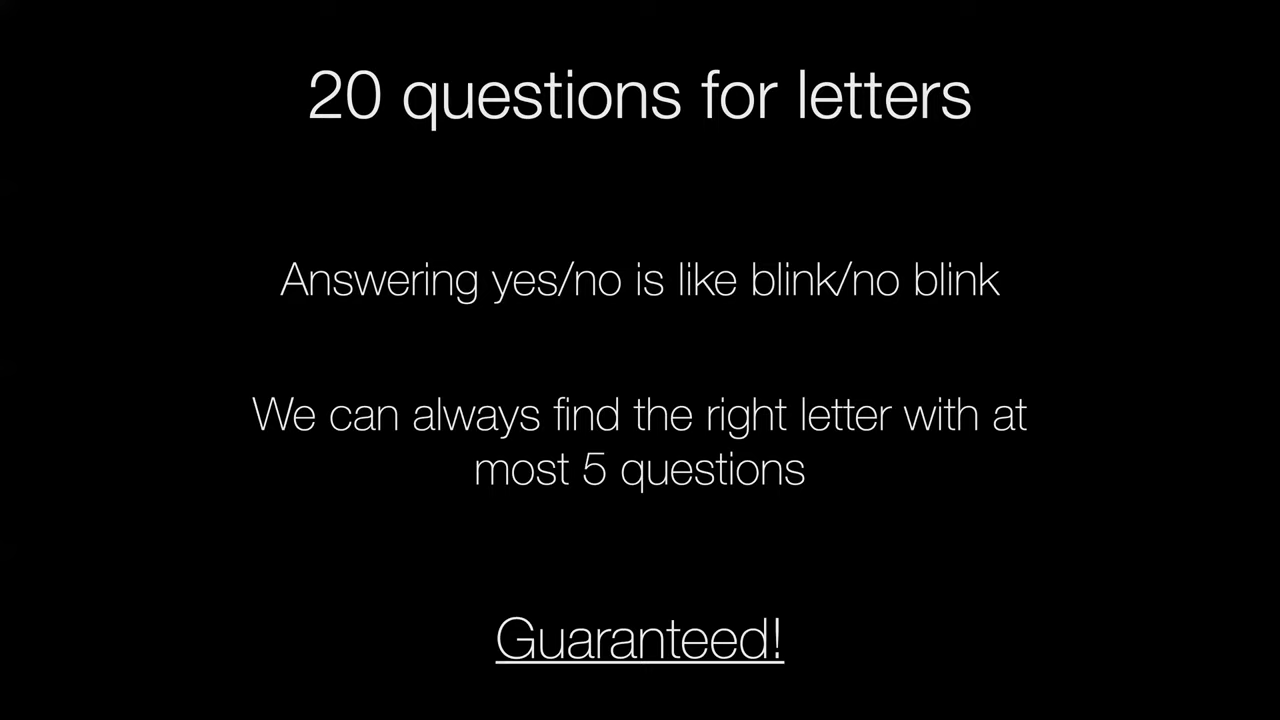 20 questions for letters
Answering yes/no is like blink/no blink
We can always find the right letter with at
most 5 questions
Guaranteed!